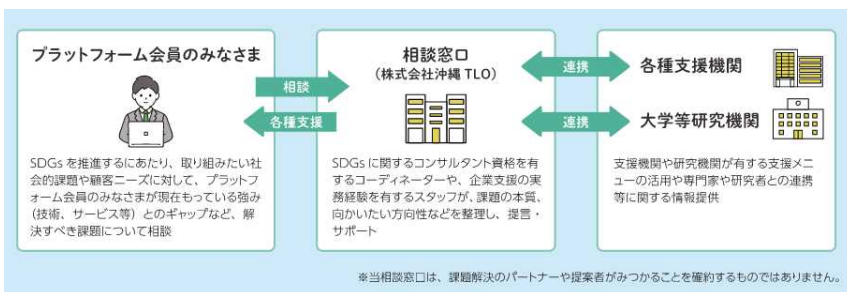 プラットフォーム会員のみなさま
SDGsを推進するにあたり、取り組みたい社
会的課題や顧客ニーズに対して、プラットフ
ォーム会員のみなさまが現在もっている強み
(技術、サービス等)とのギャップなど、解
決すべき課題について相談
相談
各種支援
相談窓口
(株式会社沖縄TLO)
SDGsに関するコンサルタント資格を有
するコーディネーターや、企業支援の実
務経験を有するスタッフが、課題の本質、
向かいたい方向性などを整理し、提言・
サポート
連携
連携
各種支援機関
大学等研究機関
支援機関や研究機関が有する支援メニ
ューの活用や専門家や研究者との連携
等に関する情報提供
※当相談窓口は、課題解決のパートナーや提案者がみつかることを確約するものではありません。